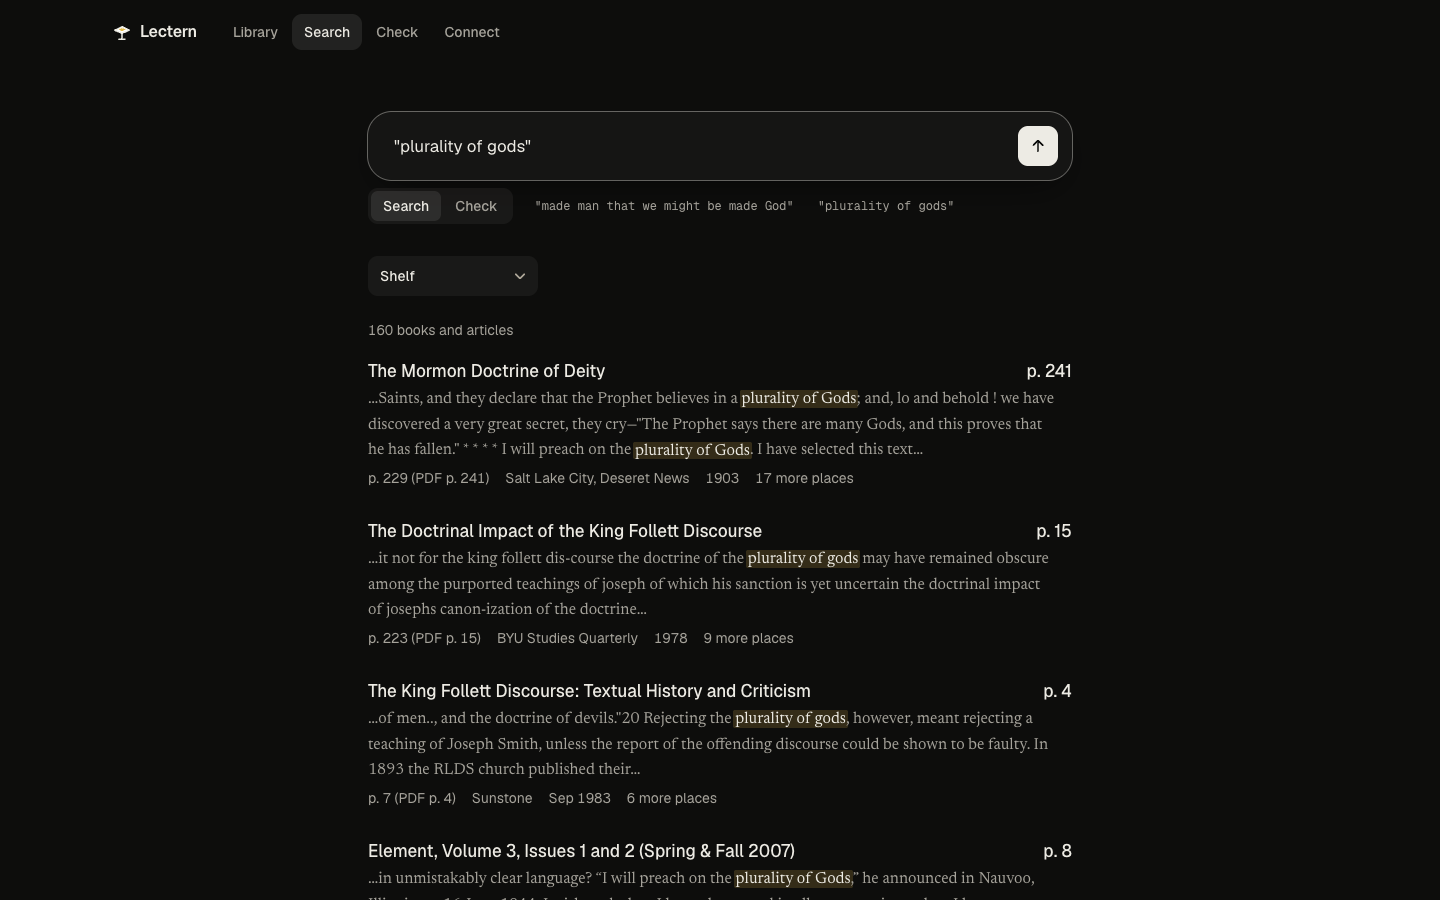 Lectern
Library
Search
Check
Connect
"plurality of gods"
Search
Check
"made man that we might be made God"
"plurality of gods"
Shelf
160 books and articles
The Mormon Doctrine of Deity
p. 241
...Saints, and they declare that the Prophet believes in a plurality of Gods; and, lo and behold ! we have
discovered a very great secret, they cry—"The Prophet says there are many Gods, and this proves that
he has fallen." * * * * I will preach on the plurality of Gods. I have selected this text...
p. 229 (PDF p. 241)
Salt Lake City, Deseret News
1903
17 more places
The Doctrinal Impact of the King Follett Discourse
p. 15
...it not for the king follett dis-course the doctrine of the plurality of gods may have remained obscure
among the purported teachings of joseph of which his sanction is yet uncertain the doctrinal impact
of josephs canon-ization of the doctrine...
p. 223 (PDF p. 15)
BYU Studies Quarterly
1978
9 more places
The King Follett Discourse: Textual History and Criticism
p. 4
...of men.., and the doctrine of devils."20 Rejecting the plurality of gods, however, meant rejecting a
teaching of Joseph Smith, unless the report of the offending discourse could be shown to be faulty. In
1893 the RLDS church published their...
p. 7 (PDF p. 4)
Sunstone
Sep 1983
6 more places
Element, Volume 3, Issues 1 and 2 (Spring & Fall 2007)
p. 8
...in unmistakably clear language? “I will preach on the plurality of Gods,” he announced in Nauvoo,